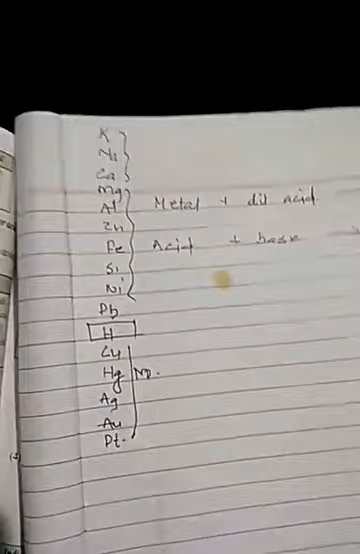 K
Na
Ca
Mg
Al Metal + dil acid
Zn
Fe Acid + base
Si
Ni
Pb
H
Cu
Hg NO.
Ag
Au
Pt.